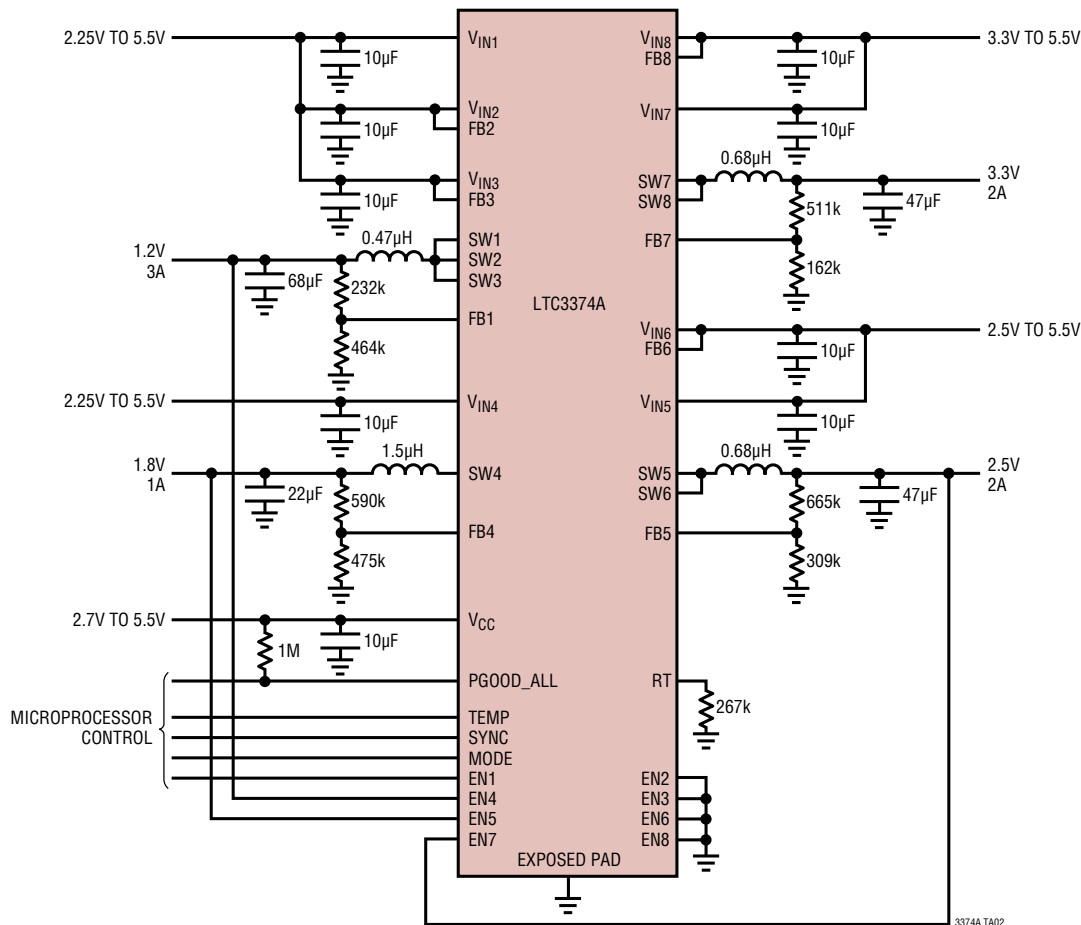 2.25V TO 5.5V
10µF
10µF
10µF
1.2V
3A
68µF
0.47µH
232k
464k
2.25V TO 5.5V
10µF
1.8V
1A
22µF
1.5µH
590k
475k
2.7V TO 5.5V
1M
10µF
MICROPROCESSOR
CONTROL
VIN1
VIN2
FB2
VIN3
FB3
SW1
SW2
SW3
FB1
VIN4
SW4
FB4
VCC
PGOOD_ALL
TEMP
SYNC
MODE
EN1
EN4
EN5
EN7
LTC3374A
EXPOSED PAD
VIN8
FB8
VIN7
SW7
SW8
FB7
VIN6
FB6
VIN5
SW5
SW6
FB5
RT
EN2
EN3
EN6
EN8
10µF
3.3V TO 5.5V
10µF
0.68µH
511k
162k
47µF
3.3V
2A
10µF
2.5V TO 5.5V
10µF
0.68µH
665k
309k
47µF
2.5V
2A
267k
3374A TA02